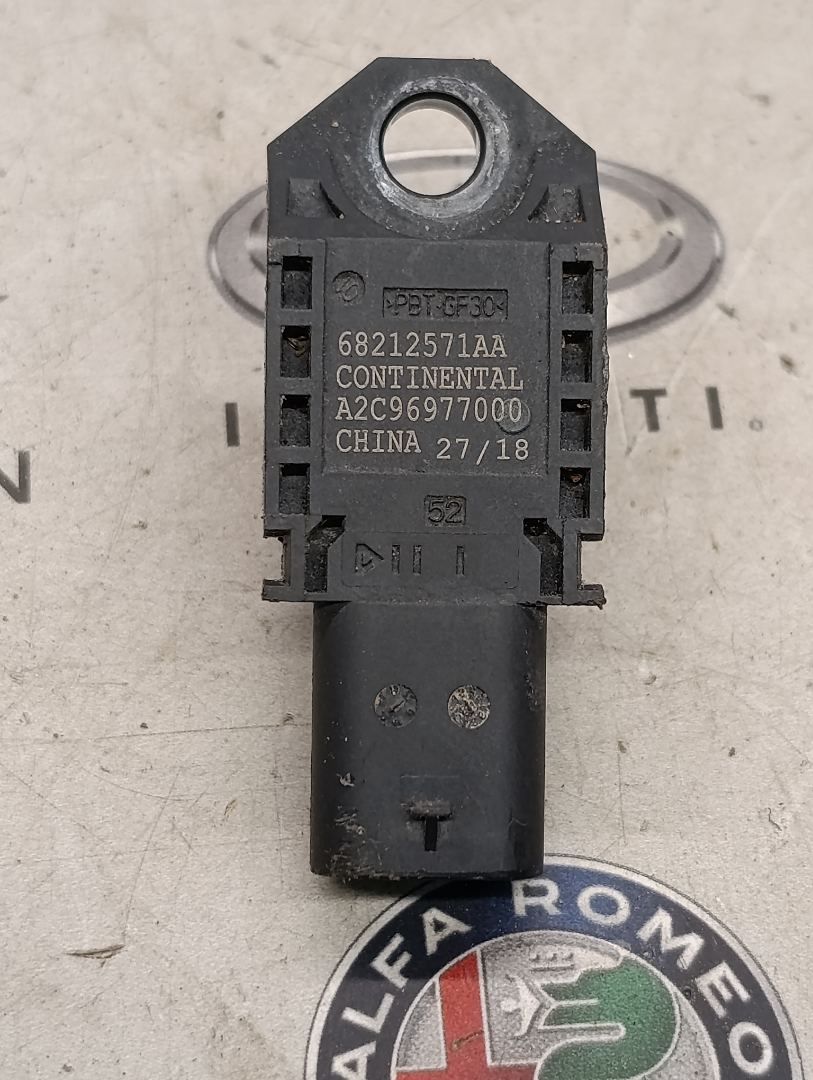 >PBT-GF30<
68212571AA
CONTINENTAL
A2C96977000
CHINA 27/18
52
ALFA ROMEO